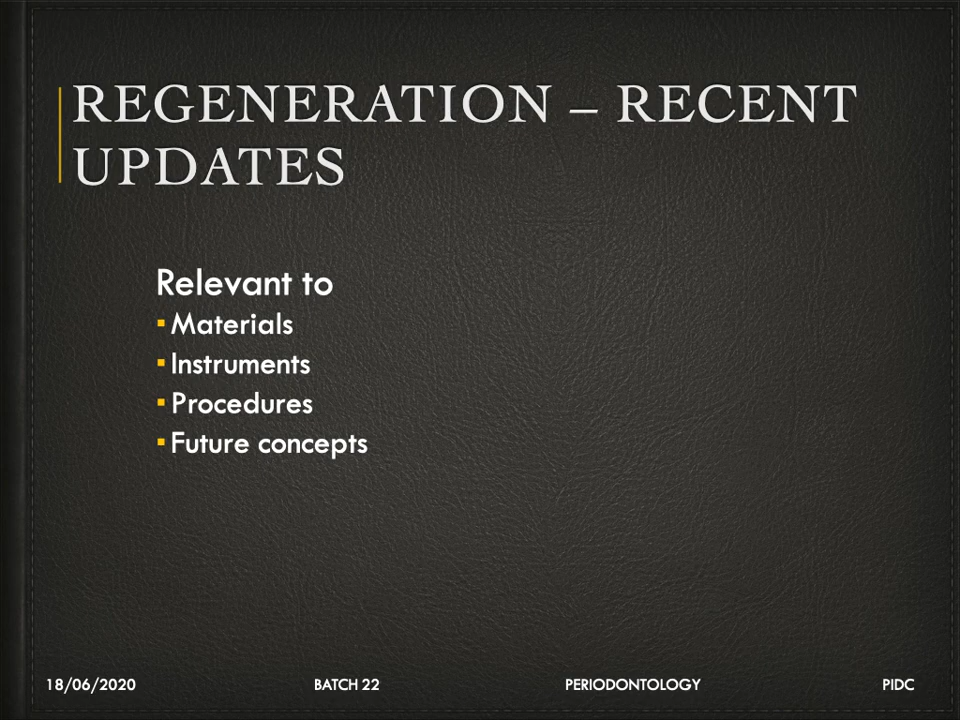 REGENERATION – RECENT
UPDATES
Relevant to
▪ Materials
▪ Instruments
▪ Procedures
▪ Future concepts
18/06/2020 BATCH 22 PERIODONTOLOGY PIDC